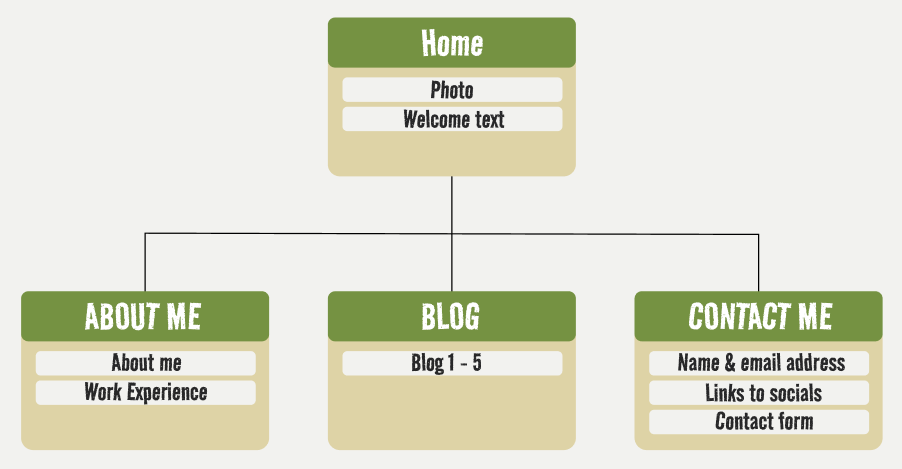 Home
Photo
Welcome text
ABOUT ME
About me
Work Experience
BLOG
Blog 1 - 5
CONTACT ME
Name & email address
Links to socials
Contact form